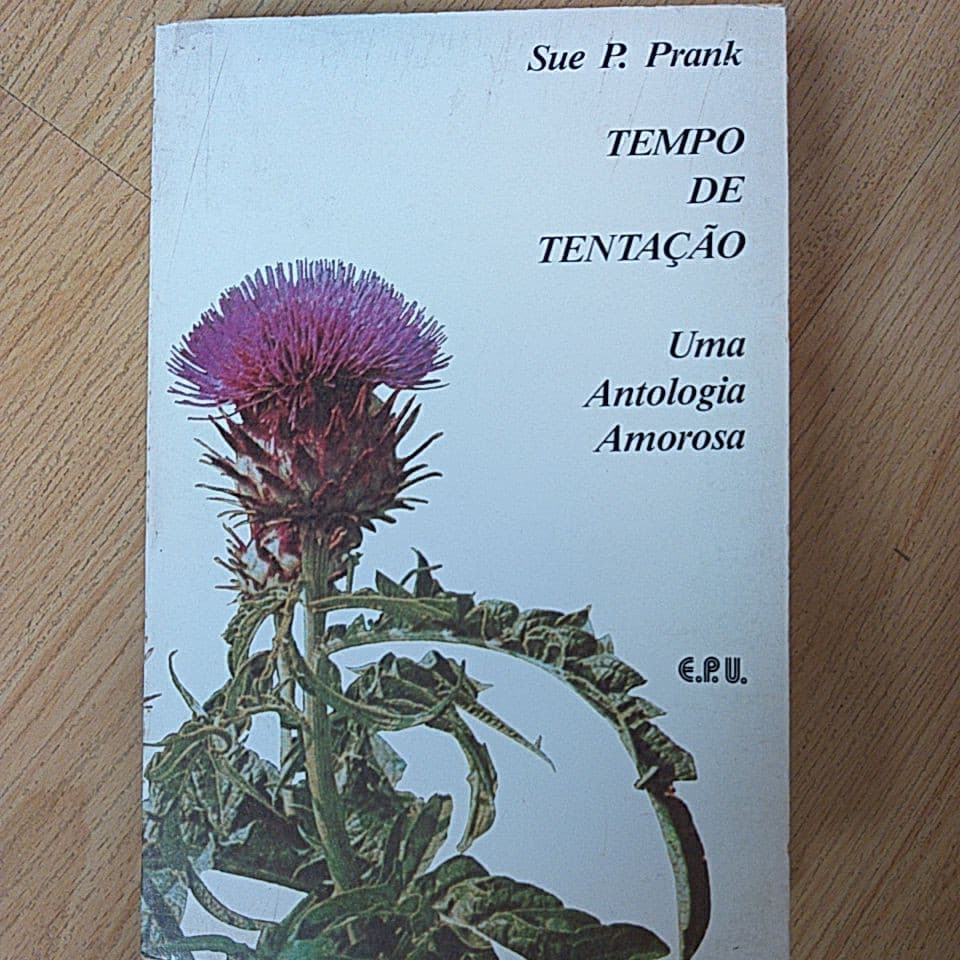 Sue P. Prank
TEMPO
DE
TENTAÇÃO
Uma
Antologia
Amorosa
E.P.U.